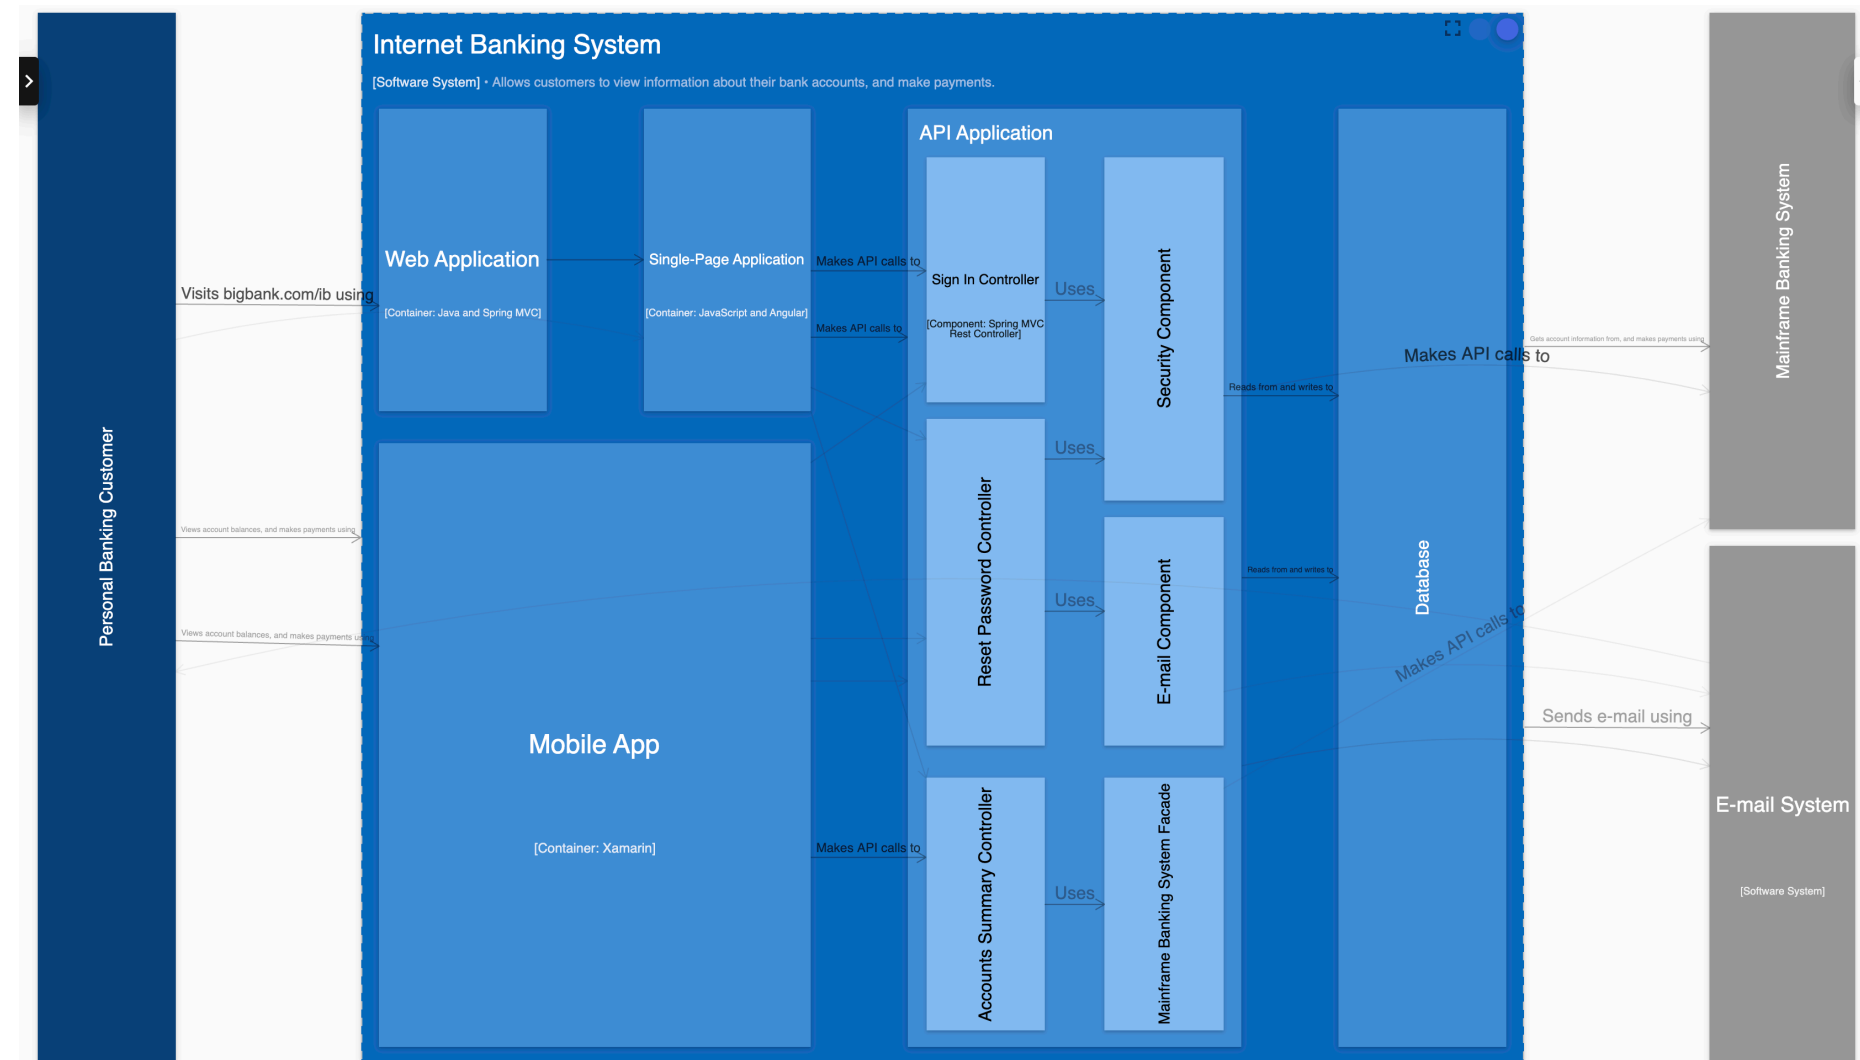 Internet Banking System
[Software System] • Allows customers to view information about their bank accounts, and make payments.
Personal Banking Customer
Visits bigbank.com/ib using
Views account balances, and makes payments using
Views account balances, and makes payments using
Web Application
[Container: Java and Spring MVC]
Single-Page Application
[Container: JavaScript and Angular]
Makes API calls to
Makes API calls to
Mobile App
[Container: Xamarin]
Makes API calls to
API Application
Sign In Controller
[Component: Spring MVC
Rest Controller]
Uses
Security Component
Reset Password Controller
Uses
Uses
E-mail Component
Accounts Summary Controller
Uses
Mainframe Banking System Facade
Reads from and writes to
Reads from and writes to
Database
Makes API calls to
Makes API calls to
Gets account information from, and makes payments using
Sends e-mail using
Mainframe Banking System
E-mail System
[Software System]